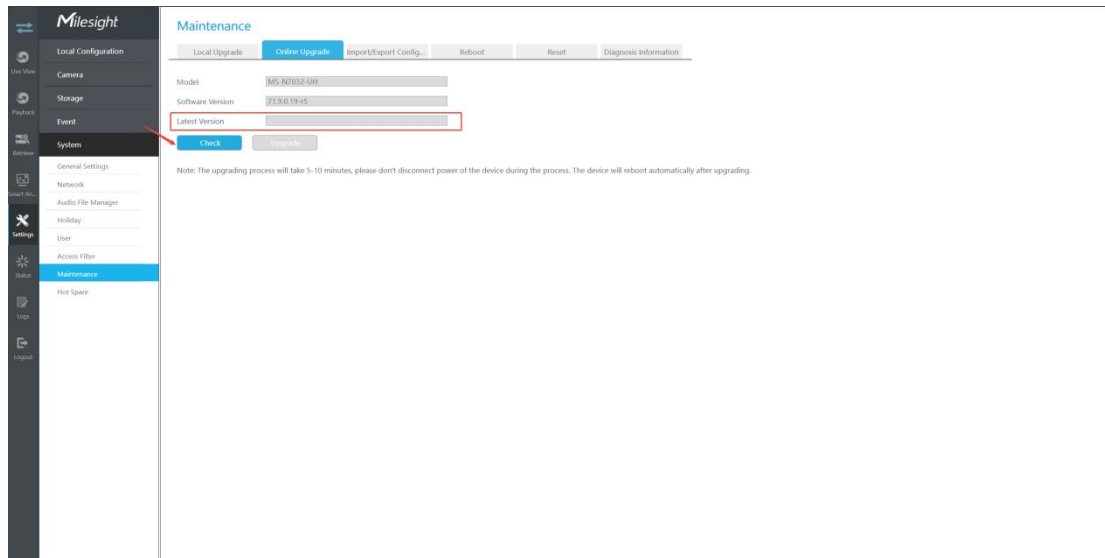 Milesight
Live View
Playback
Retrieve
Smart An...
Settings
Status
Logs
Logout
Local Configuration
Camera
Storage
Event
System
General Settings
Network
Audio File Manager
Holiday
User
Access Filter
Maintenance
Hot Spare
Maintenance
Local Upgrade Online Upgrade Import/Export Config... Reboot Reset Diagnosis Information
Model MS-N7032-UH
Software Version 71.9.0.19-r5
Latest Version
Check Upgrade
Note: The upgrading process will take 5-10 minutes, please don't disconnect power of the device during the process. The device will reboot automatically after upgrading.